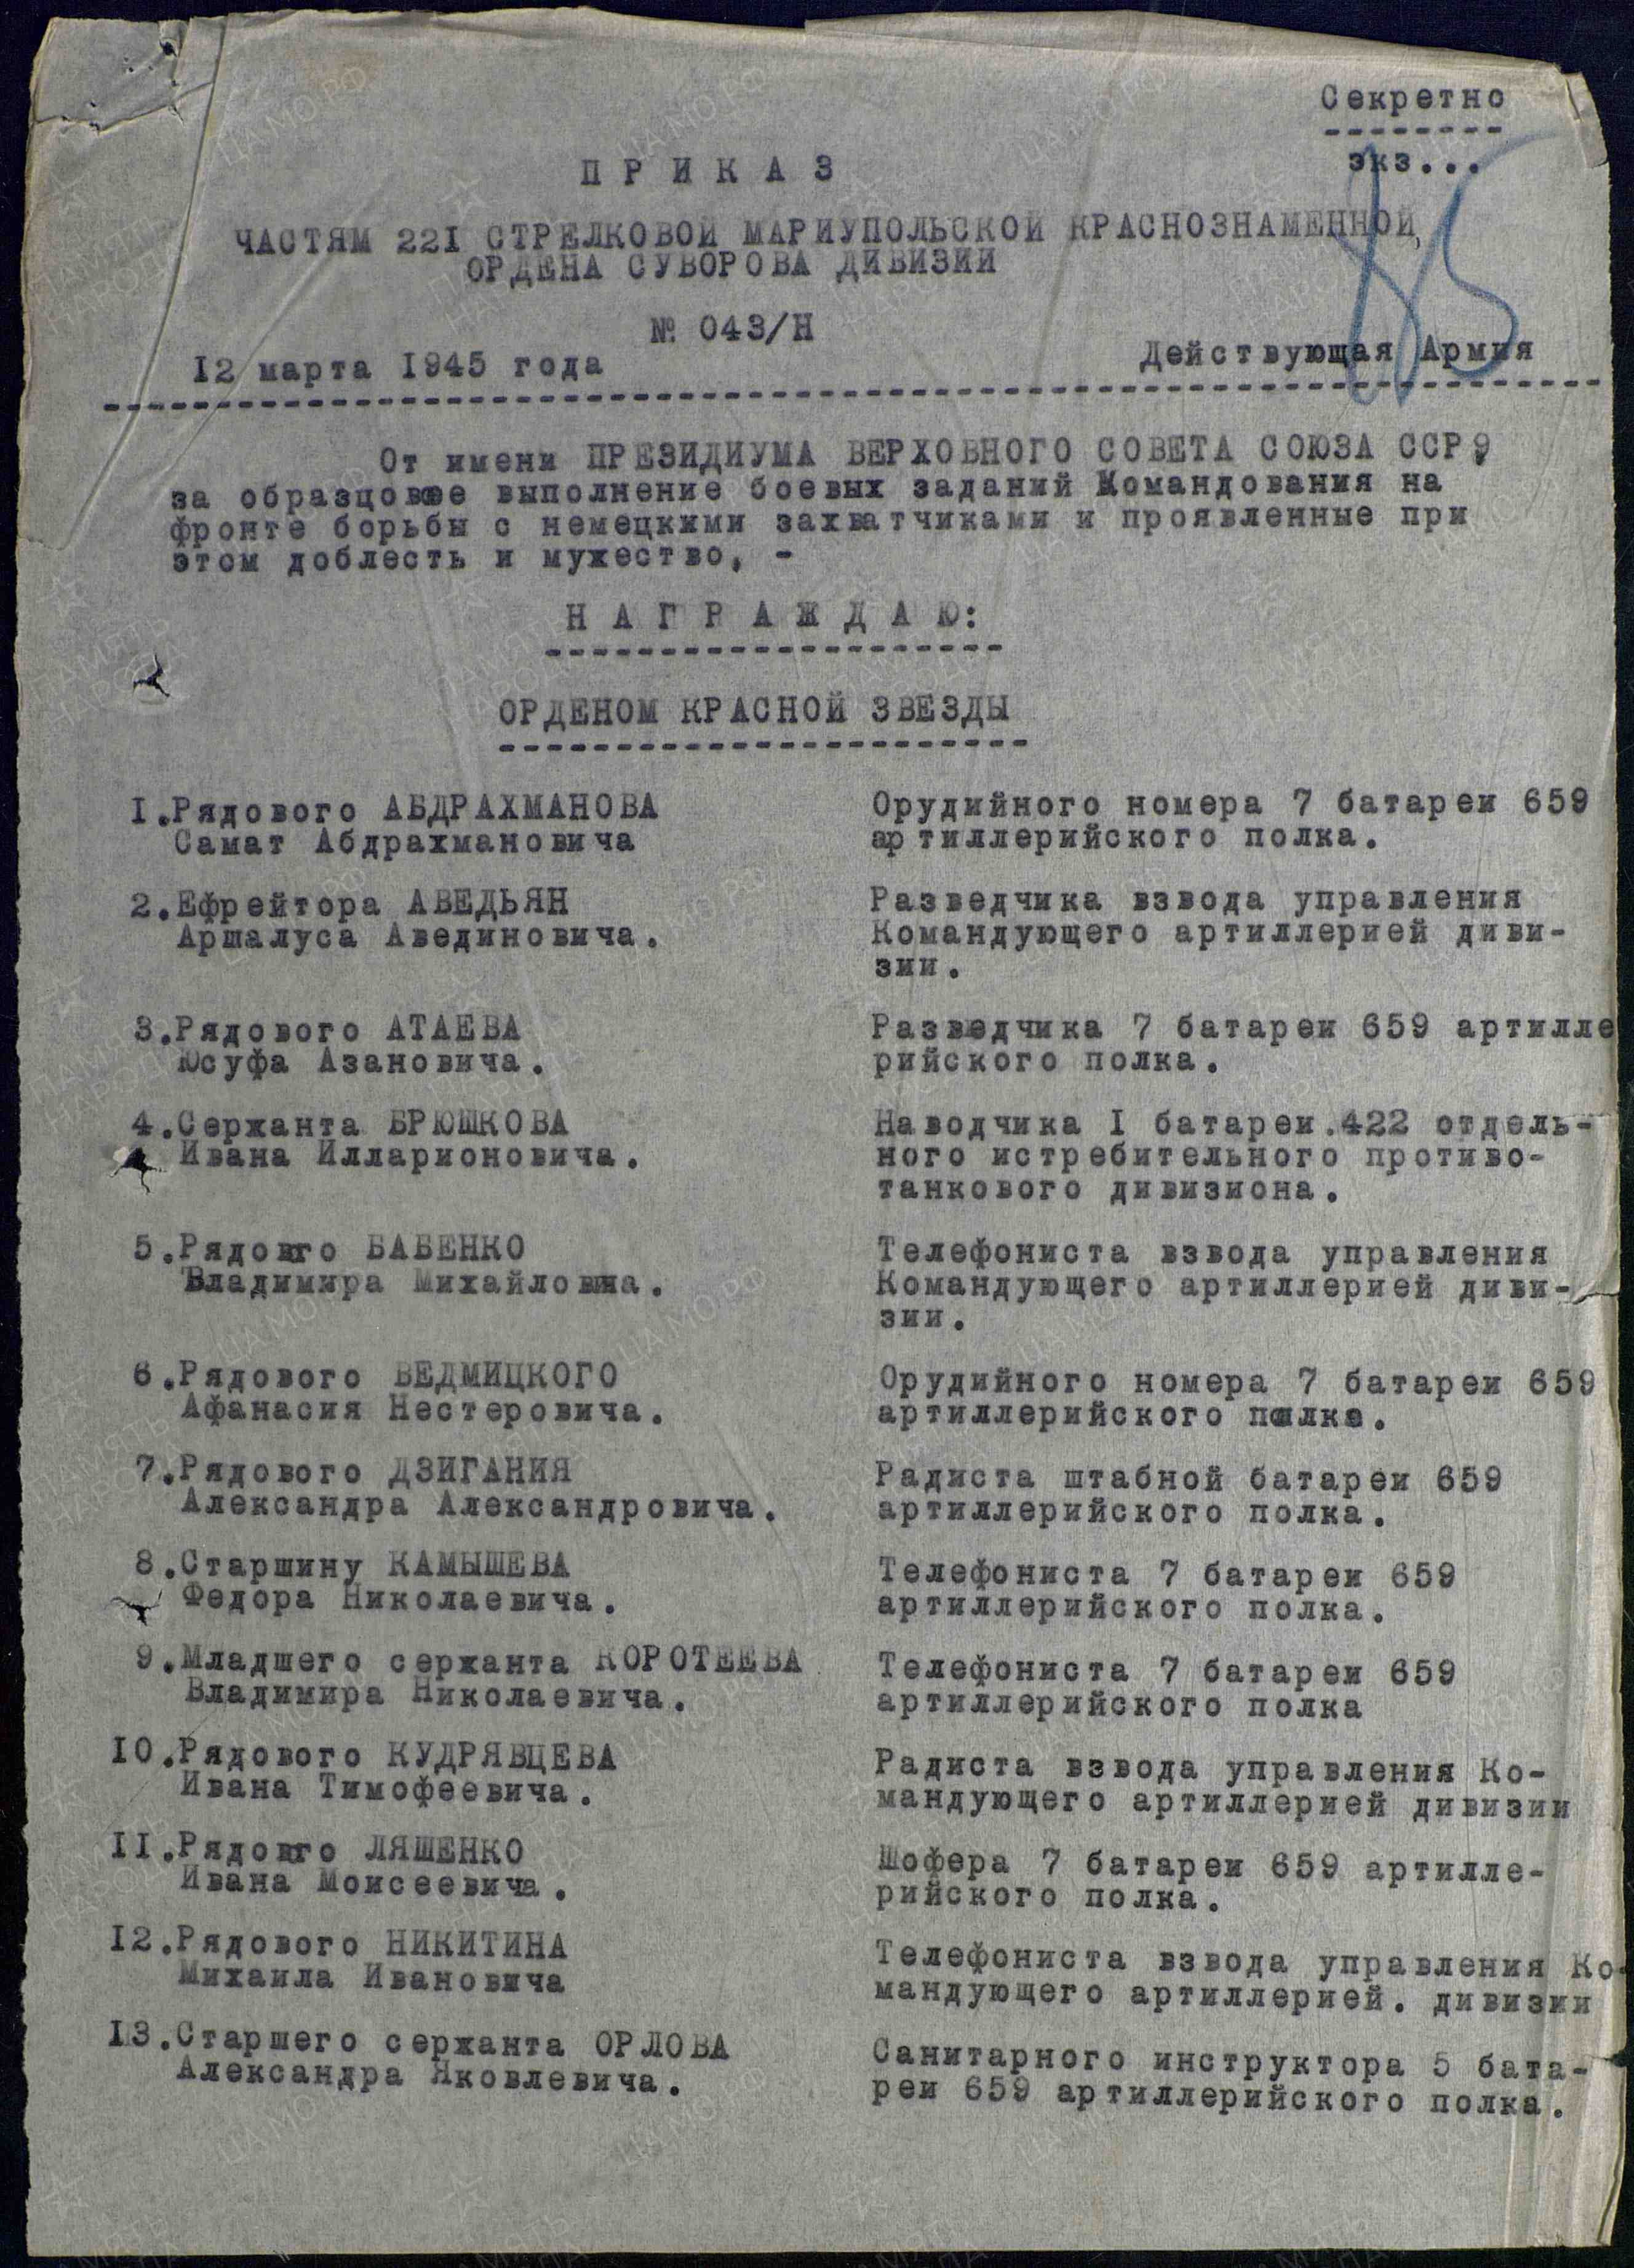 Секретно
экз...
ПРИКАЗ
ЧАСТЯМ 221 СТРЕЛКОВОЙ МАРИУПОЛЬСКОЙ КРАСНОЗНАМЕННОЙ,
ОРДЕНА СУВОРОВА ДИВИЗИИ
№ 043/Н
12 марта 1945 года
Действующая Армия
От имени ПРЕЗИДИУМА ВЕРХОВНОГО СОВЕТА СОЮЗА ССР,
за образцовое выполнение боевых заданий Командования на
фронте борьбы с немецкими захватчиками и проявленные при
этом доблесть и мужество, -
НАГРАЖДАЮ:
ОРДЕНОМ КРАСНОЙ ЗВЕЗДЫ
1.Рядового АБДРАХМАНОВА
Самат Абдрахмановича
Орудийного номера 7 батареи 659
артиллерийского полка.
2.Ефрейтора АВЕДЬЯН
Аршалуса Авединовича.
Разведчика взвода управления
Командующего артиллерией диви-
зии.
3.Рядового АТАЕВА
Юсуфа Азановича.
Разведчика 7 батареи 659 артилле
рийского полка.
4.Сержанта БРЮШКОВА
Ивана Илларионовича.
Наводчика I батареи.422 отдель-
ного истребительного противо-
танкового дивизиона.
5.Рядовго БАБЕНКО
Владимира Михайловича.
Телефониста взвода управления
Командующего артиллерией диви-
зии.
6.Рядового ВЕДМИЦКОГО
Афанасия Нестеровича.
Орудийного номера 7 батареи 659
артиллерийского полка.
7.Рядового ДЗИГАНИЯ
Александра Александровича.
Радиста штабной батареи 659
артиллерийского полка.
8.Старшину КАМЫШЕВА
Федора Николаевича.
Телефониста 7 батареи 659
артиллерийского полка.
9.Младшего сержанта КОРОТЕЕВА
Владимира Николаевича.
Телефониста 7 батареи 659
артиллерийского полка
10.Рядового КУДРЯВЦЕВА
Ивана Тимофеевича.
Радиста взвода управления Ко-
мандующего артиллерией дивизии
11.Рядовго ЛЯШЕНКО
Ивана Моисеевича.
Шофера 7 батареи 659 артилле-
рийского полка.
12.Рядового НИКИТИНА
Михаила Ивановича
Телефониста взвода управления Ко-
мандующего артиллерией. дивизии
13.Старшего сержанта ОРЛОВА
Александра Яковлевича.
Санитарного инструктора 5 бата-
реи 659 артиллерийского полка.